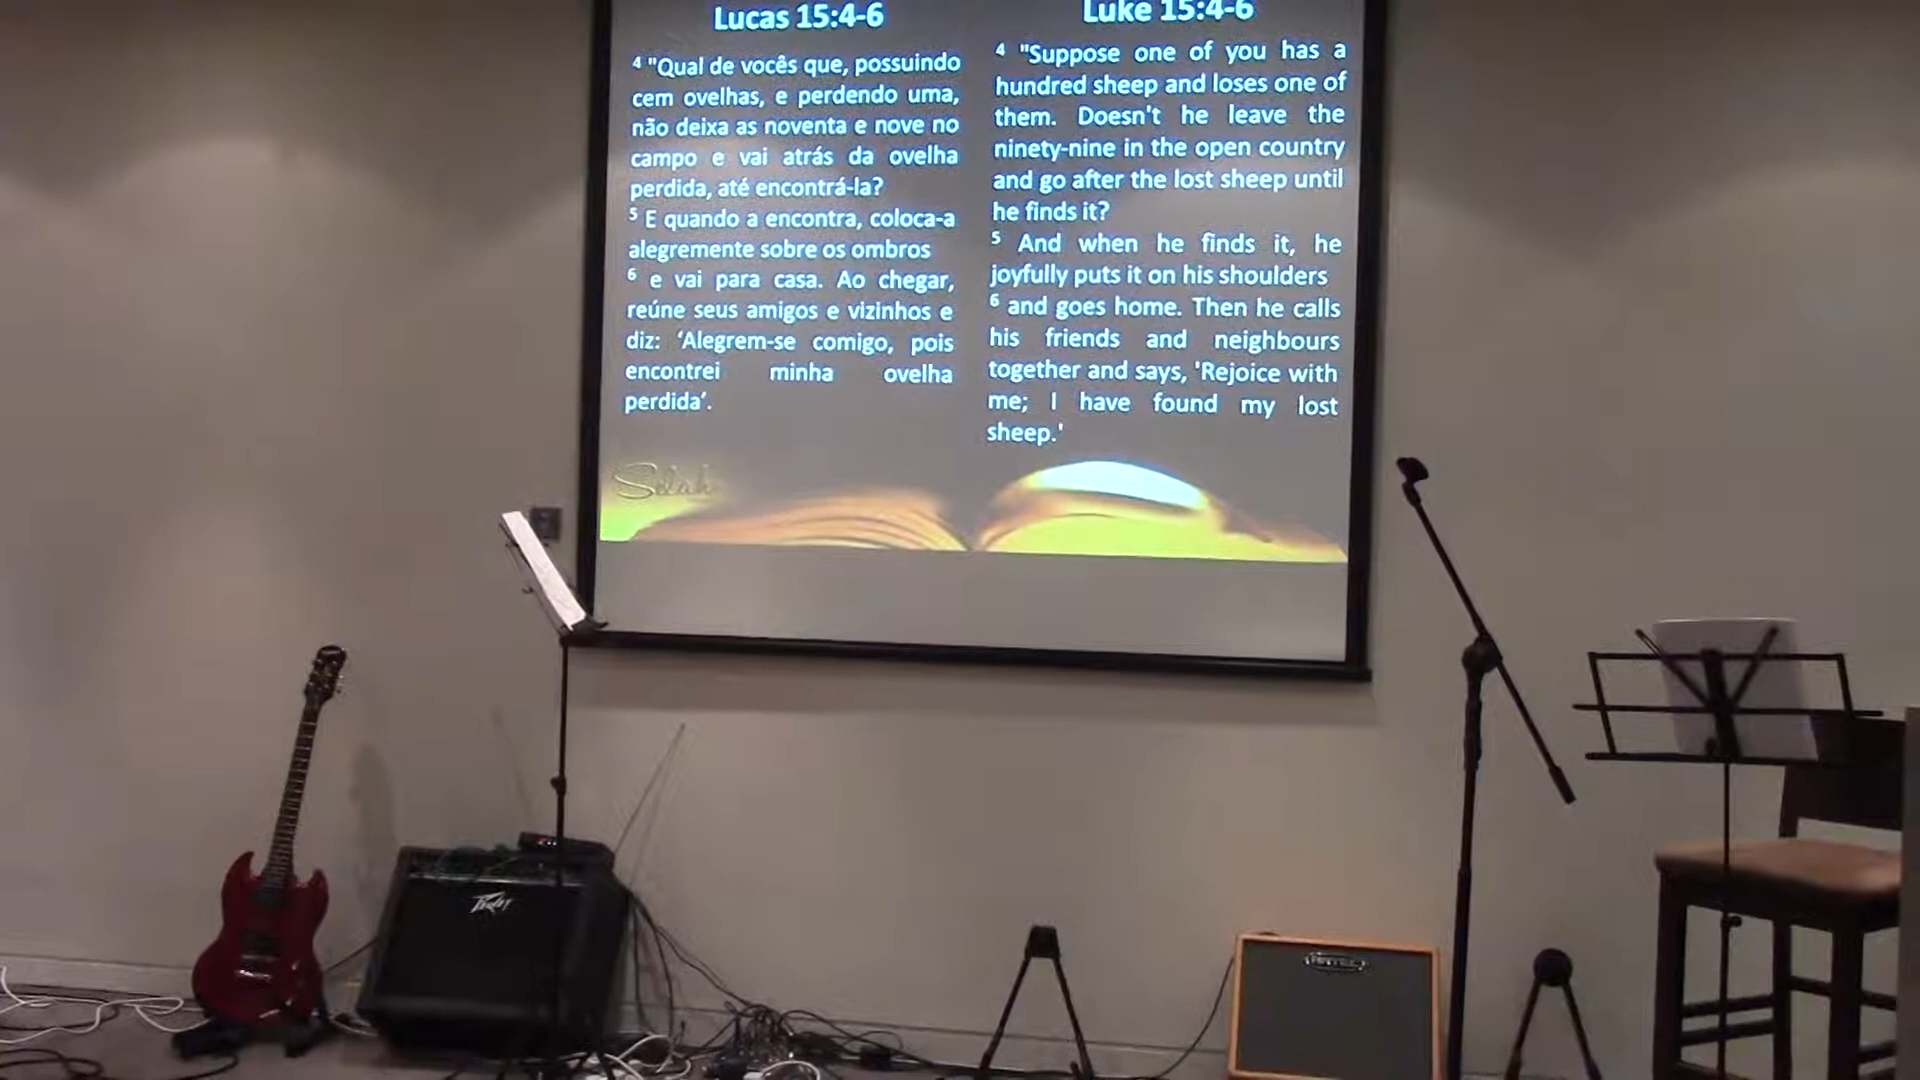 Lucas 15:4-6
4 "Qual de vocês que, possuindo
cem ovelhas, e perdendo uma,
não deixa as noventa e nove no
campo e vai atrás da ovelha
perdida, até encontrá-la?
5 E quando a encontra, coloca-a
alegremente sobre os ombros
6 e vai para casa. Ao chegar,
reúne seus amigos e vizinhos e
diz: ‘Alegrem-se comigo, pois
encontrei minha ovelha
perdida’.
Luke 15:4-6
4 "Suppose one of you has a
hundred sheep and loses one of
them. Doesn't he leave the
ninety-nine in the open country
and go after the lost sheep until
he finds it?
5 And when he finds it, he
joyfully puts it on his shoulders
6 and goes home. Then he calls
his friends and neighbours
together and says, 'Rejoice with
me; I have found my lost
sheep.'
Selah
Peavey